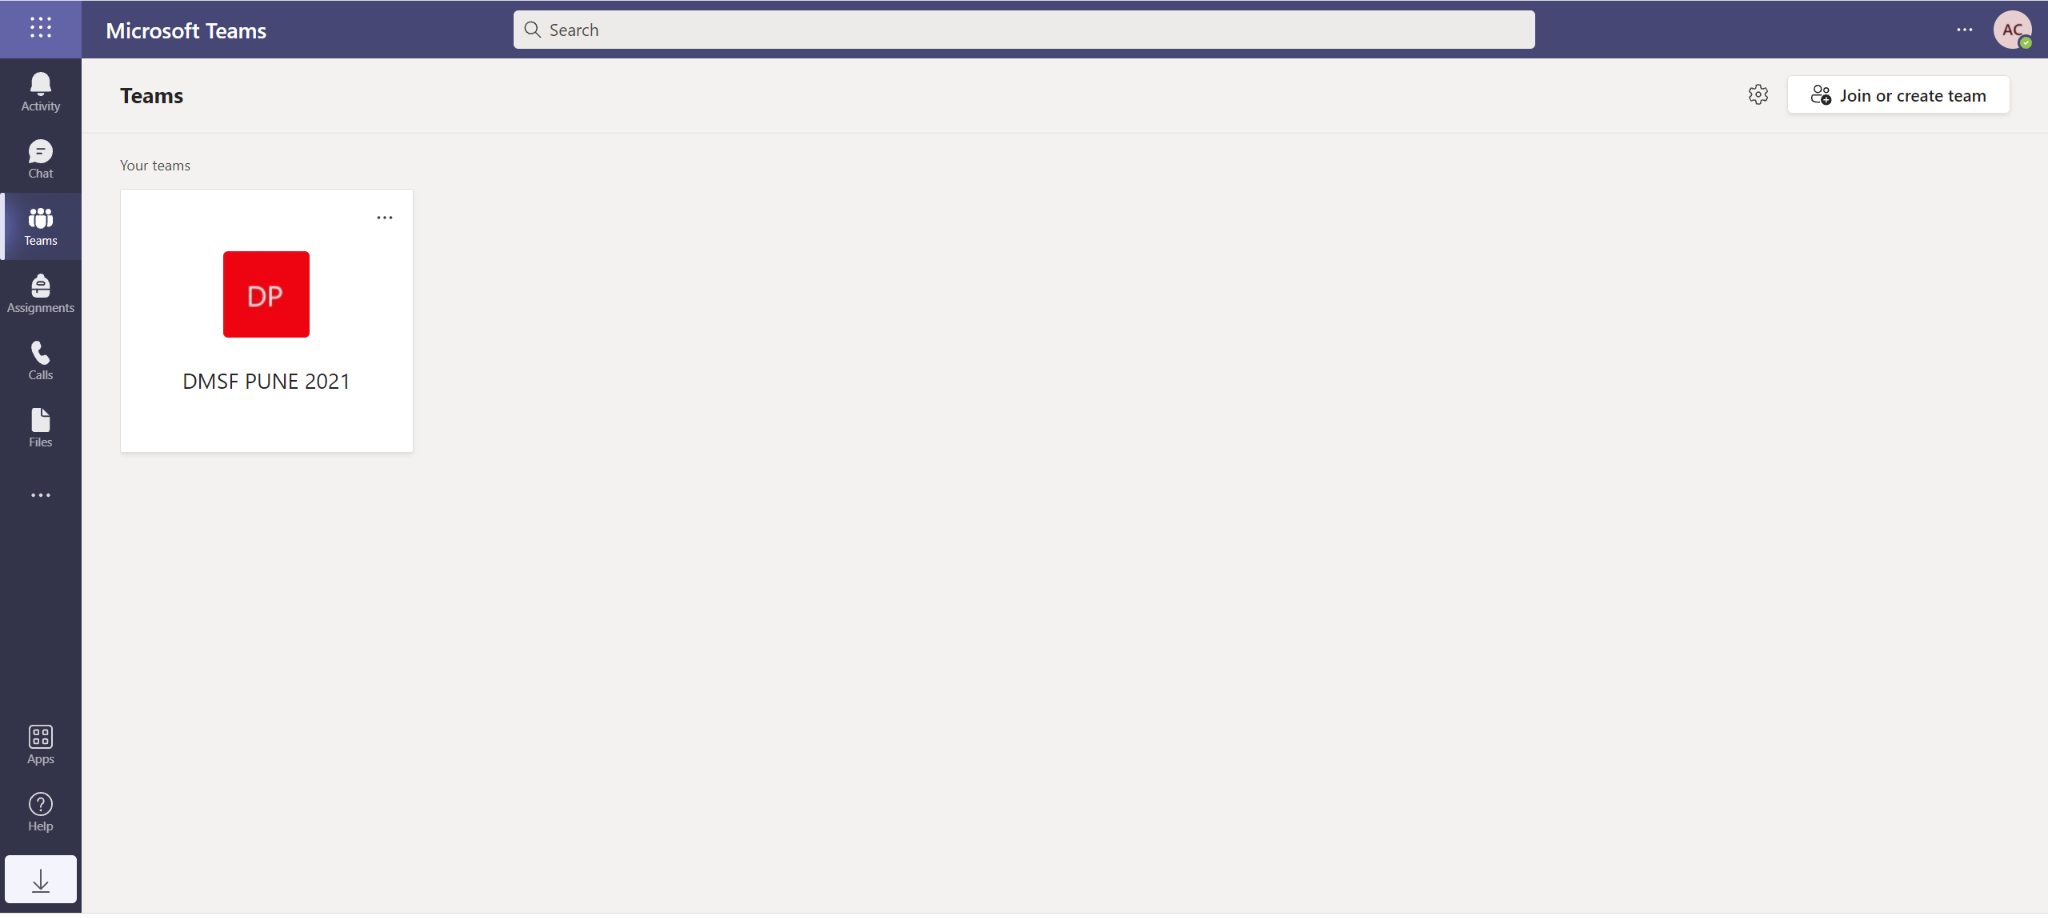 Microsoft Teams
Search
AC
Activity
Chat
Teams
Assignments
Calls
Files
Apps
Help
Teams
Join or create team
Your teams
DP
DMSF PUNE 2021